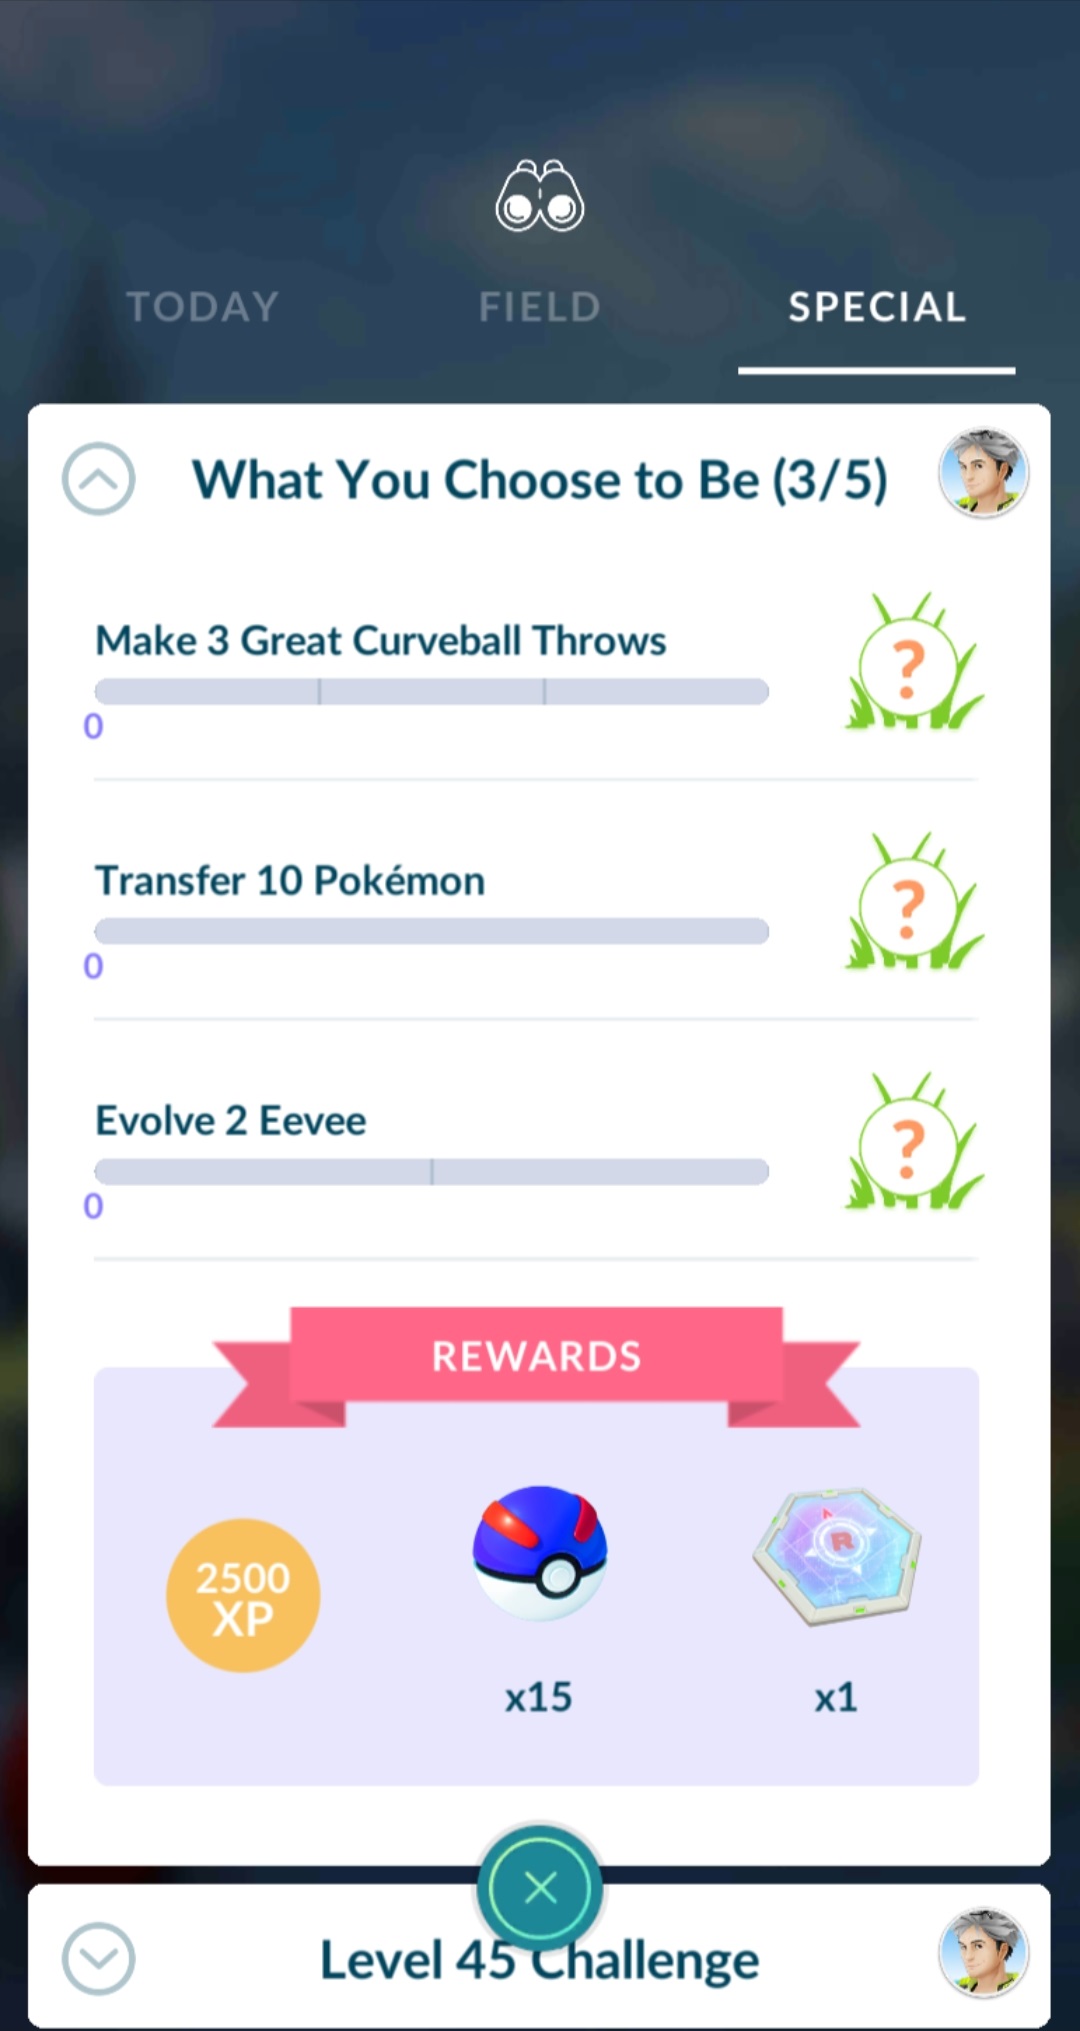 TODAY
FIELD
SPECIAL
What You Choose to Be (3/5)
Make 3 Great Curveball Throws
?
0
Transfer 10 Pokémon
?
0
Evolve 2 Eevee
?
0
REWARDS
2500
XP
R
x15
x1
Level 45 Challenge